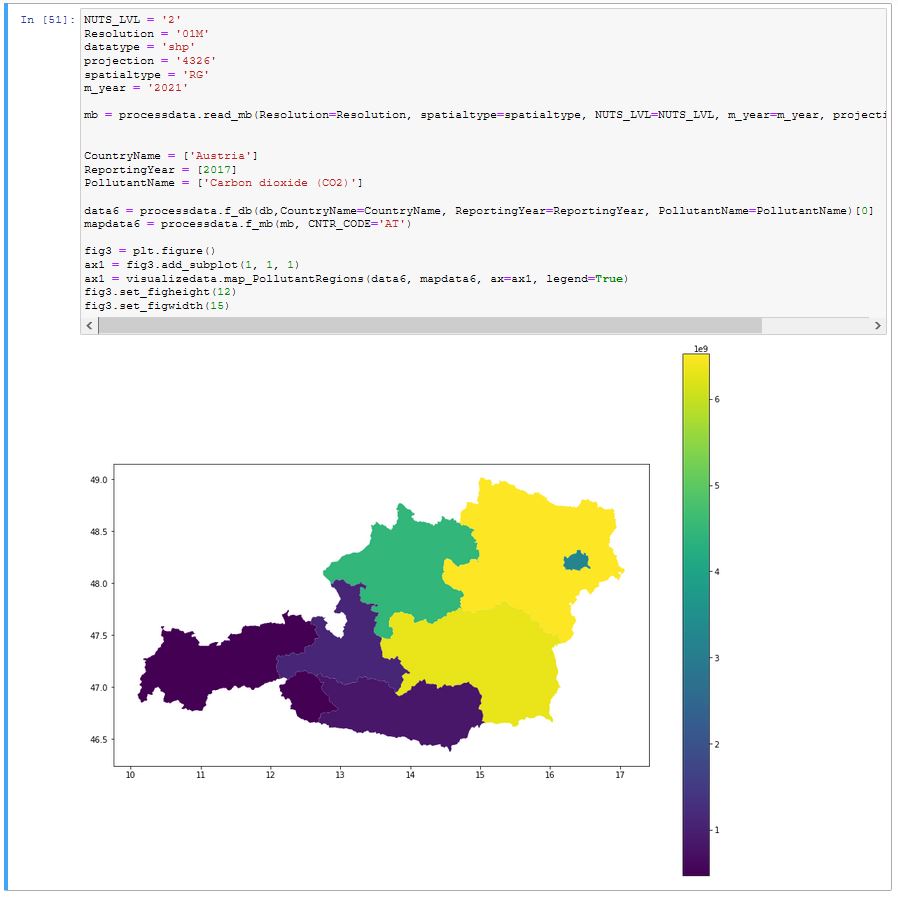 In [51]:
NUTS_LVL = '2'
Resolution = '01M'
datatype = 'shp'
projection = '4326'
spatialtype = 'RG'
m_year = '2021'
mb = processdata.read_mb(Resolution=Resolution, spatialtype=spatialtype, NUTS_LVL=NUTS_LVL, m_year=m_year, projecti
CountryName = ['Austria']
ReportingYear = [2017]
PollutantName = ['Carbon dioxide (CO2)']
data6 = processdata.f_db(db,CountryName=CountryName, ReportingYear=ReportingYear, PollutantName=PollutantName)[0]
mapdata6 = processdata.f_mb(mb, CNTR_CODE='AT')
fig3 = plt.figure()
ax1 = fig3.add_subplot(1, 1, 1)
ax1 = visualizedata.map_PollutantRegions(data6, mapdata6, ax=ax1, legend=True)
fig3.set_figheight(12)
fig3.set_figwidth(15)
1e9
6
5
4
3
2
1
49.0
48.5
48.0
47.5
47.0
46.5
10 11 12 13 14 15 16 17